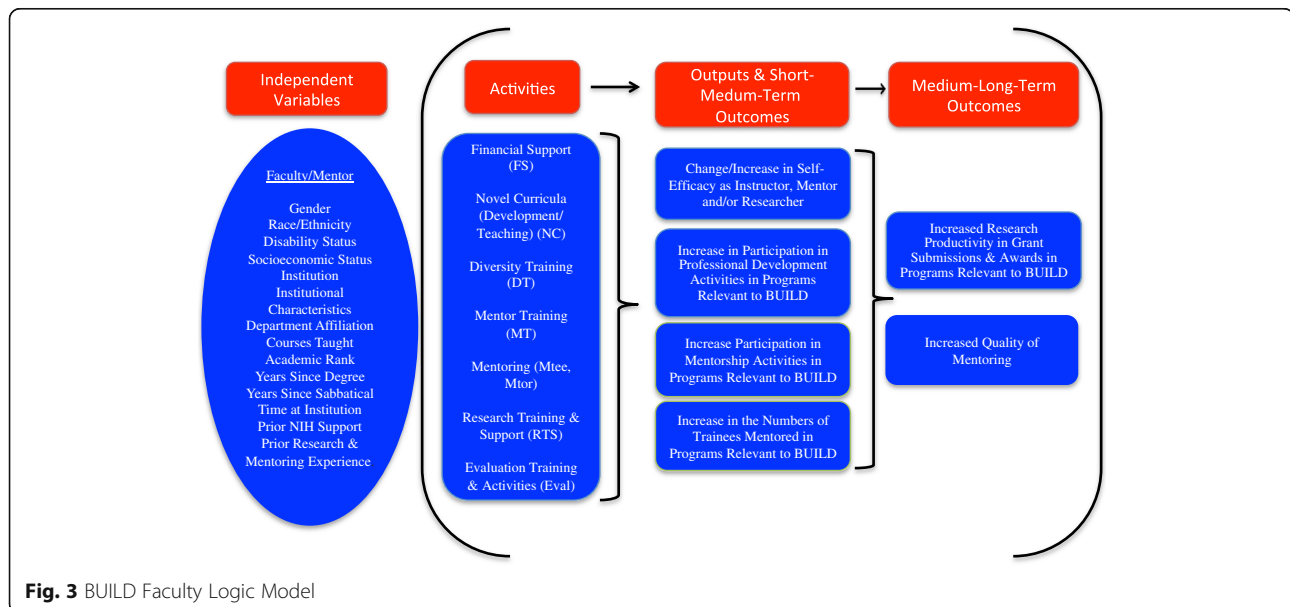 Independent
Variables
Faculty/Mentor
Gender
Race/Ethnicity
Disability Status
Socioeconomic Status
Institution
Institutional
Characteristics
Department Affiliation
Courses Taught
Academic Rank
Years Since Degree
Years Since Sabbatical
Time at Institution
Prior NIH Support
Prior Research &
Mentoring Experience
Activities
Financial Support
(FS)
Novel Curricula
(Development/
Teaching) (NC)
Diversity Training
(DT)
Mentor Training
(MT)
Mentoring (Mtee,
Mtor)
Research Training &
Support (RTS)
Evaluation Training
& Activities (Eval)
Outputs & Short-
Medum-Term
Outcomes
Change/Increase in Self-
Efficacy as Instructor, Mentor
and/or Researcher
Increase in Participation in
Professional Development
Activities in Programs
Relevant to BUILD
Increase Participation in
Mentorship Activities in
Programs Relevant to BUILD
Increase in the Numbers of
Trainees Mentored in
Programs Relevant to BUILD
Medium-Long-Term
Outcomes
Increased Research
Productivity in Grant
Submissions & Awards in
Programs Relevant to BUILD
Increased Quality of
Mentoring
Fig. 3 BUILD Faculty Logic Model